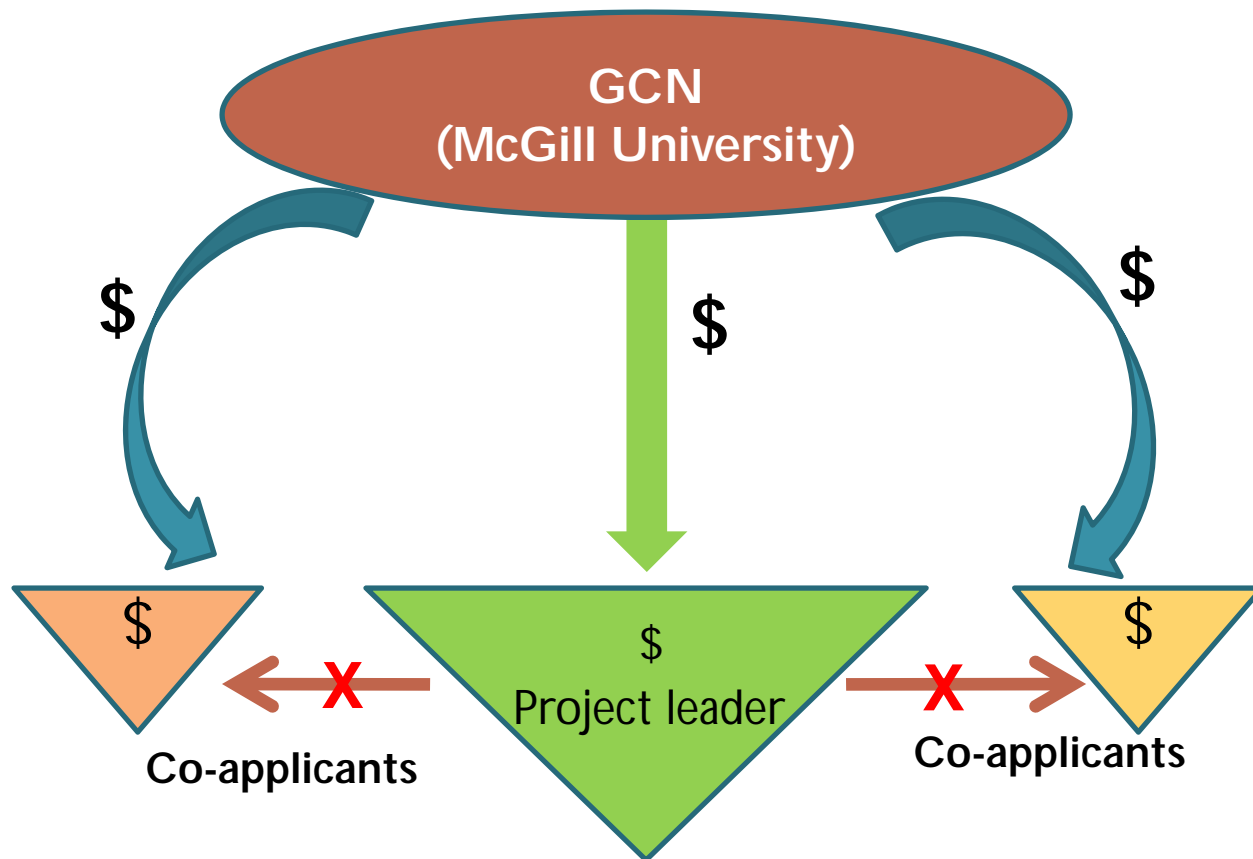 GCN
(McGill University)
$
$
$
$
$
$
Project leader
X
X
Co-applicants
Co-applicants